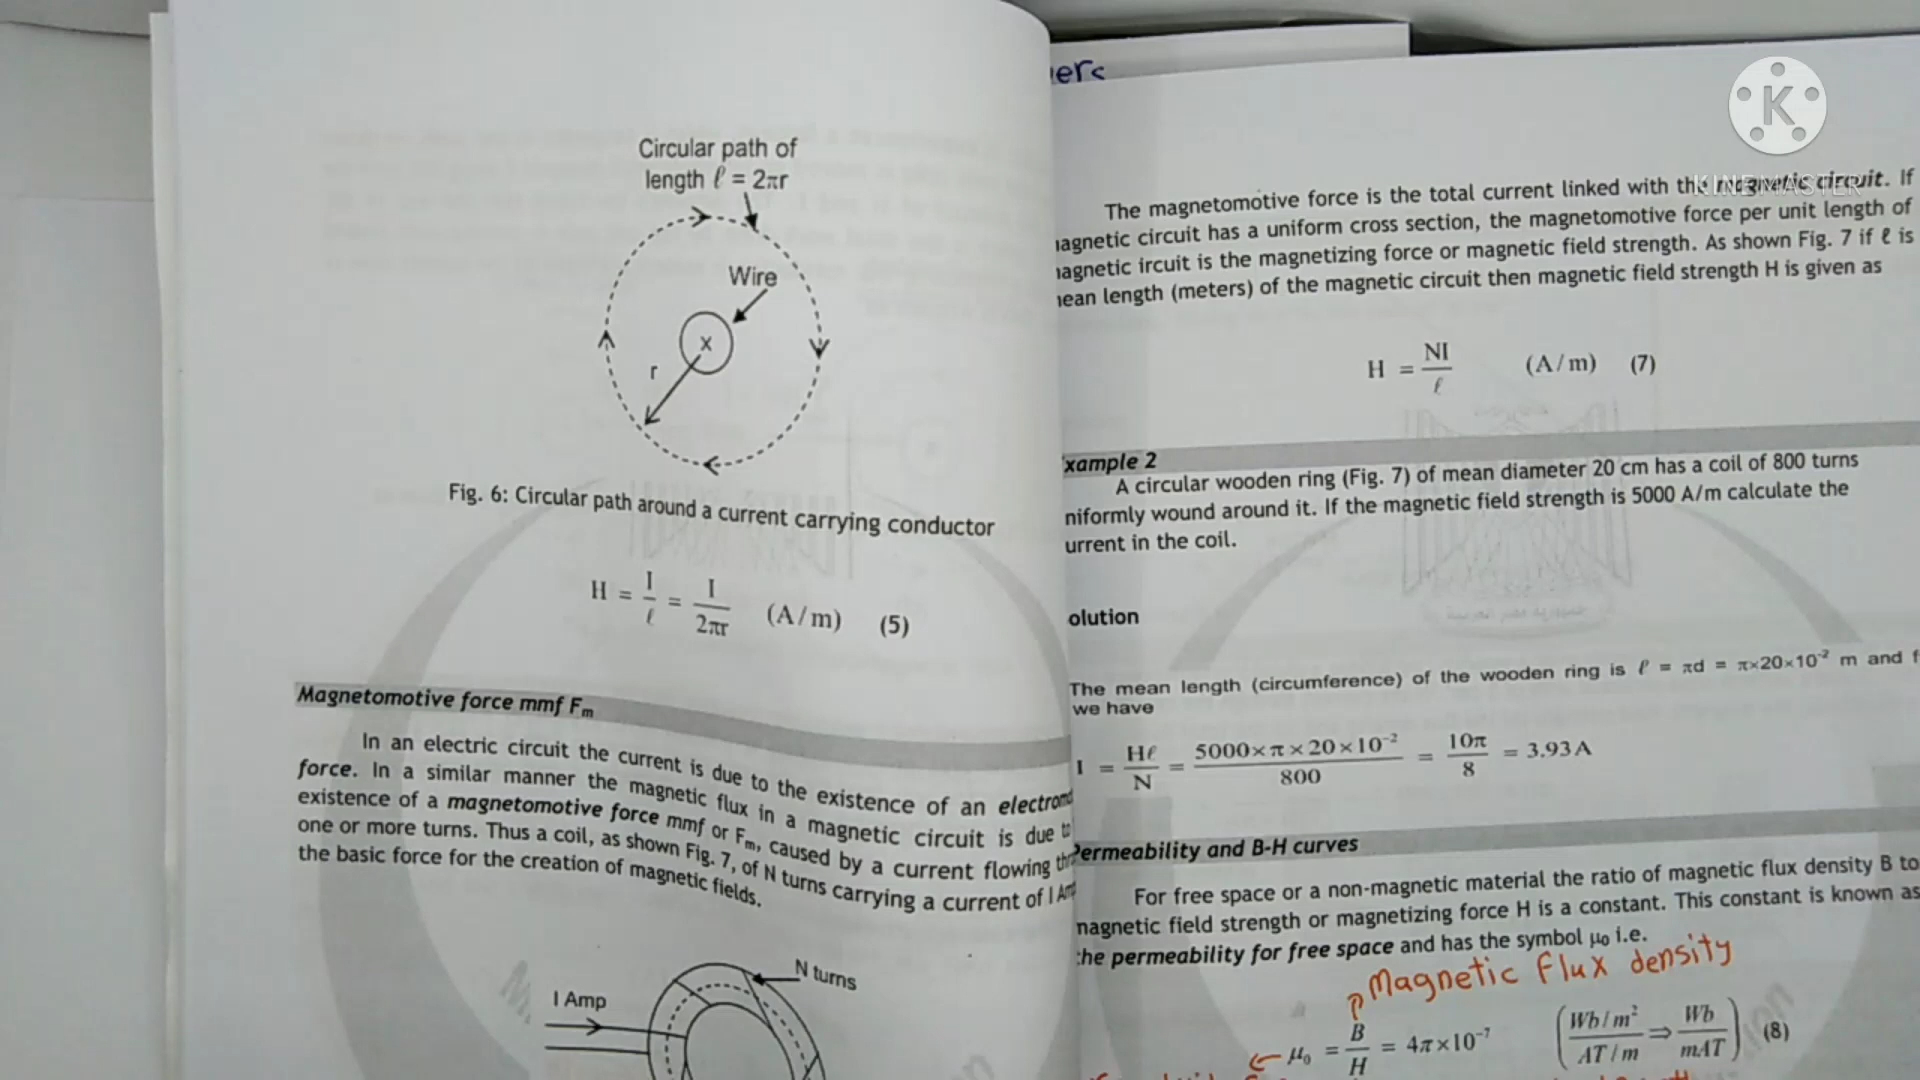 Circular path of
length ℓ = 2πr
Wire
x
r
Fig. 6: Circular path around a current carrying conductor
H = I/ℓ = I/2πr (A/m) (5)
Magnetomotive force mmf Fm
In an electric circuit the current is due to the existence of an electrom
force. In a similar manner the magnetic flux in a magnetic circuit is due to
existence of a magnetomotive force mmf or Fm, caused by a current flowing thr
one or more turns. Thus a coil, as shown Fig. 7, of N turns carrying a current of I Am
the basic force for the creation of magnetic fields.
I Amp
N turns
ers
K
KINEMASTER
The magnetomotive force is the total current linked with the magnetic circuit. If
agnetic circuit has a uniform cross section, the magnetomotive force per unit length of
agnetic ircuit is the magnetizing force or magnetic field strength. As shown Fig. 7 if ℓ is
ean length (meters) of the magnetic circuit then magnetic field strength H is given as
H = NI/ℓ (A/m) (7)
xample 2
A circular wooden ring (Fig. 7) of mean diameter 20 cm has a coil of 800 turns
niformly wound around it. If the magnetic field strength is 5000 A/m calculate the
urrent in the coil.
olution
The mean length (circumference) of the wooden ring is ℓ = πd = π×20×10⁻² m and f
we have
I = Hℓ/N = 5000×π×20×10⁻²/800 = 10π/8 = 3.93 A
Permeability and B-H curves
For free space or a non-magnetic material the ratio of magnetic flux density B to
magnetic field strength or magnetizing force H is a constant. This constant is known as
the permeability for free space and has the symbol μ₀ i.e.
Magnetic Flux density
μ₀ = B/H = 4π×10⁻⁷ (Wb/m²/AT/m ⇒ Wb/mAT) (8)